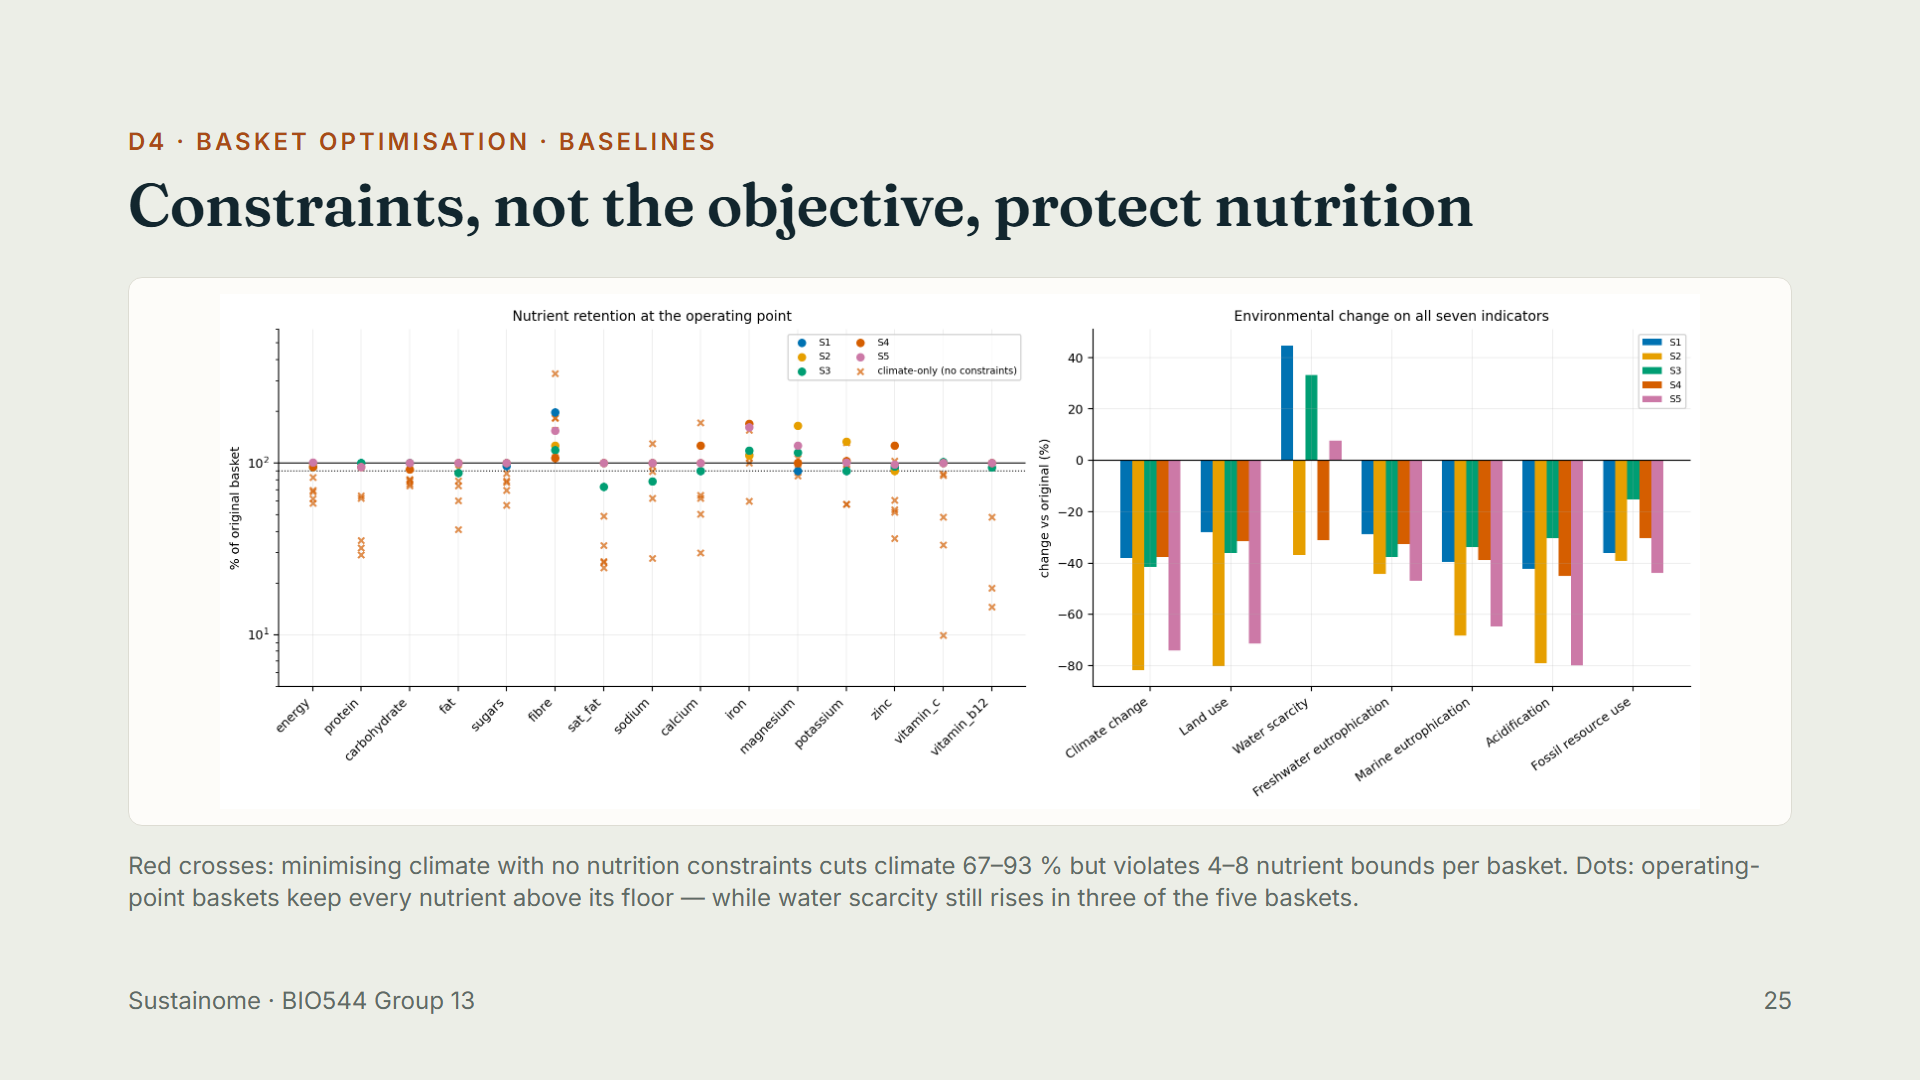 D4 · BASKET OPTIMISATION · BASELINES
Constraints, not the objective, protect nutrition
Nutrient retention at the operating point
% of original basket
10²
10¹
S1
S2
S3
S4
S5
climate-only (no constraints)
energy
protein
carbohydrate
fat
sugars
fibre
sat_fat
sodium
calcium
iron
magnesium
potassium
zinc
vitamin_c
vitamin_b12
Environmental change on all seven indicators
change vs original (%)
40
20
0
−20
−40
−60
−80
S1
S2
S3
S4
S5
Climate change
Land use
Water scarcity
Freshwater eutrophication
Marine eutrophication
Acidification
Fossil resource use
Red crosses: minimising climate with no nutrition constraints cuts climate 67–93 % but violates 4–8 nutrient bounds per basket. Dots: operating-
point baskets keep every nutrient above its floor — while water scarcity still rises in three of the five baskets.
Sustainome · BIO544 Group 13
25